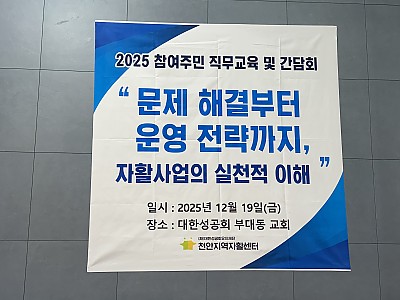 2025 참여주민 직무교육 및 간담회
“ 문제 해결부터
운영 전략까지,
자활사업의 실천적 이해 ”
일시 : 2025년 12월 19일(금)
장소 : 대한성공회 부대동 교회
천안지역자활센터